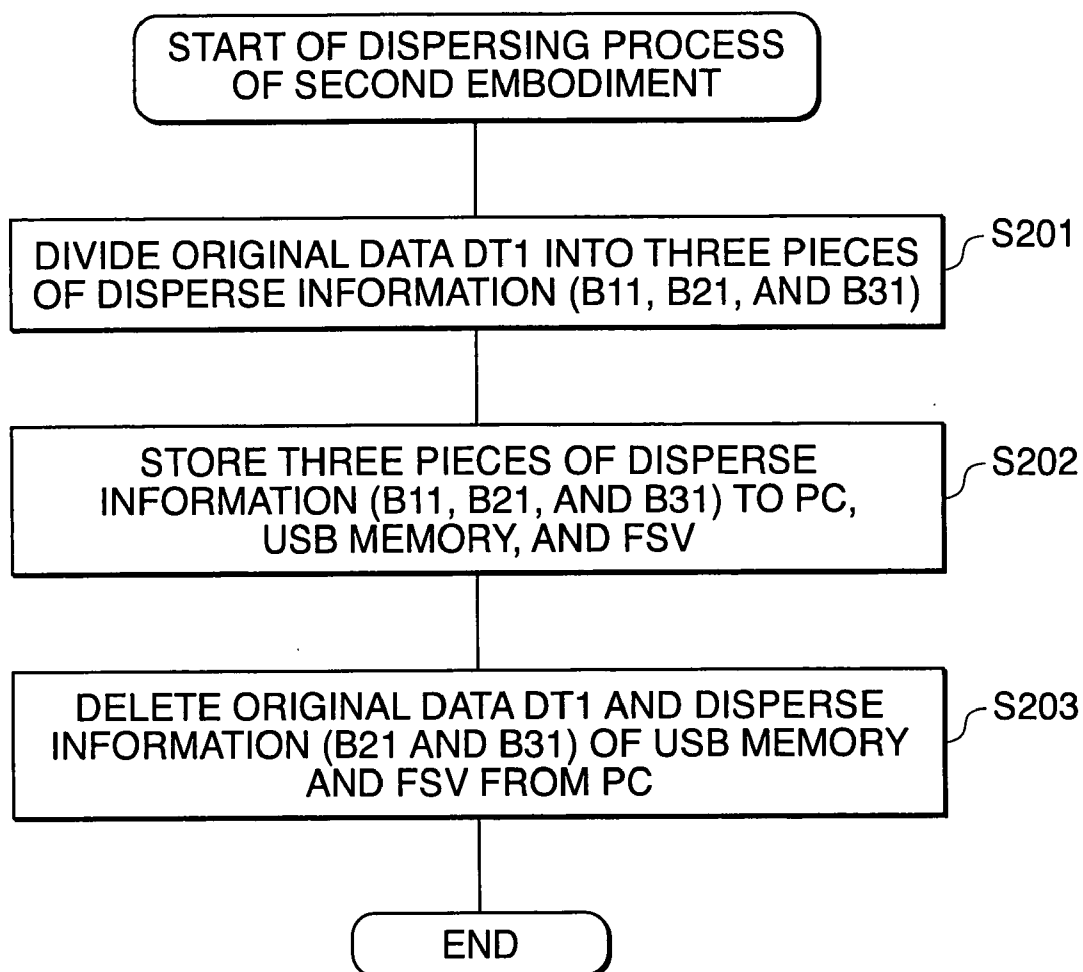 START OF DISPERSING PROCESS
OF SECOND EMBODIMENT
DIVIDE ORIGINAL DATA DT1 INTO THREE PIECES
OF DISPERSE INFORMATION (B11, B21, AND B31)
S201
STORE THREE PIECES OF DISPERSE
INFORMATION (B11, B21, AND B31) TO PC,
USB MEMORY, AND FSV
S202
DELETE ORIGINAL DATA DT1 AND DISPERSE
INFORMATION (B21 AND B31) OF USB MEMORY
AND FSV FROM PC
S203
END